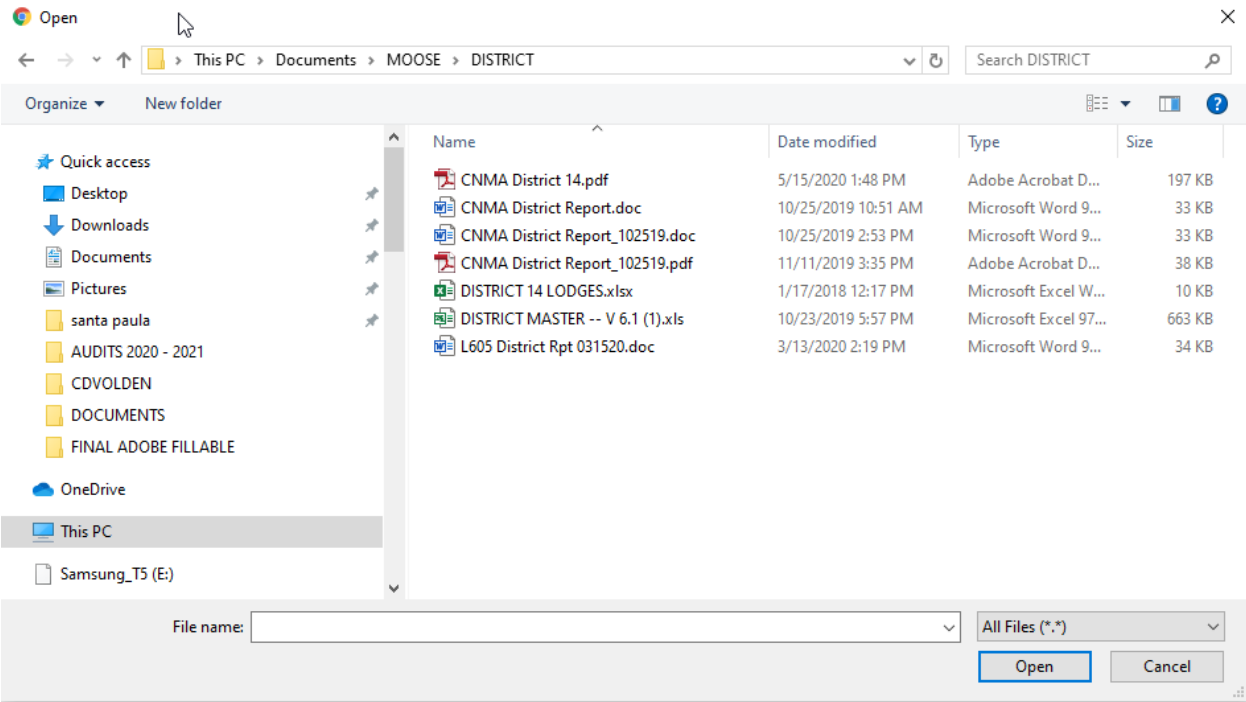 Open
This PC > Documents > MOOSE > DISTRICT
Search DISTRICT
Organize
New folder
?
Quick access
Desktop
Downloads
Documents
Pictures
santa paula
AUDITS 2020 - 2021
CDVOLDEN
DOCUMENTS
FINAL ADOBE FILLABLE
OneDrive
This PC
Samsung_T5 (E:)
Name Date modified Type Size
CNMA District 14.pdf 5/15/2020 1:48 PM Adobe Acrobat D... 197 KB
CNMA District Report.doc 10/25/2019 10:51 AM Microsoft Word 9... 33 KB
CNMA District Report_102519.doc 10/25/2019 2:53 PM Microsoft Word 9... 33 KB
CNMA District Report_102519.pdf 11/11/2019 3:35 PM Adobe Acrobat D... 38 KB
DISTRICT 14 LODGES.xlsx 1/17/2018 12:17 PM Microsoft Excel W... 10 KB
DISTRICT MASTER -- V 6.1 (1).xls 10/23/2019 5:57 PM Microsoft Excel 97... 663 KB
L605 District Rpt 031520.doc 3/13/2020 2:19 PM Microsoft Word 9... 34 KB
File name:
All Files (*.*)
Open
Cancel